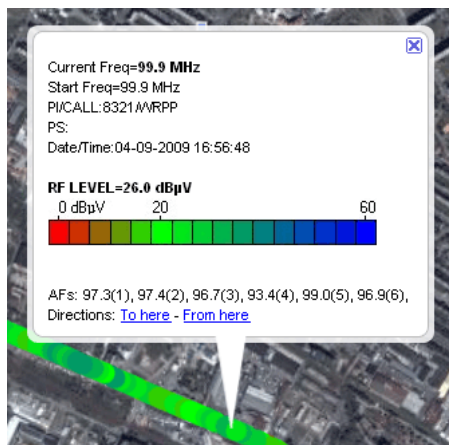 Current Freq=99.9 MHz
Start Freq=99.9 MHz
PI/CALL:8321/WRPP
PS:
Date/Time:04-09-2009 16:56:48
RF LEVEL=26.0 dBµV
0 dBµV 20 60
AFs: 97.3(1), 97.4(2), 96.7(3), 93.4(4), 99.0(5), 96.9(6),
Directions: To here - From here